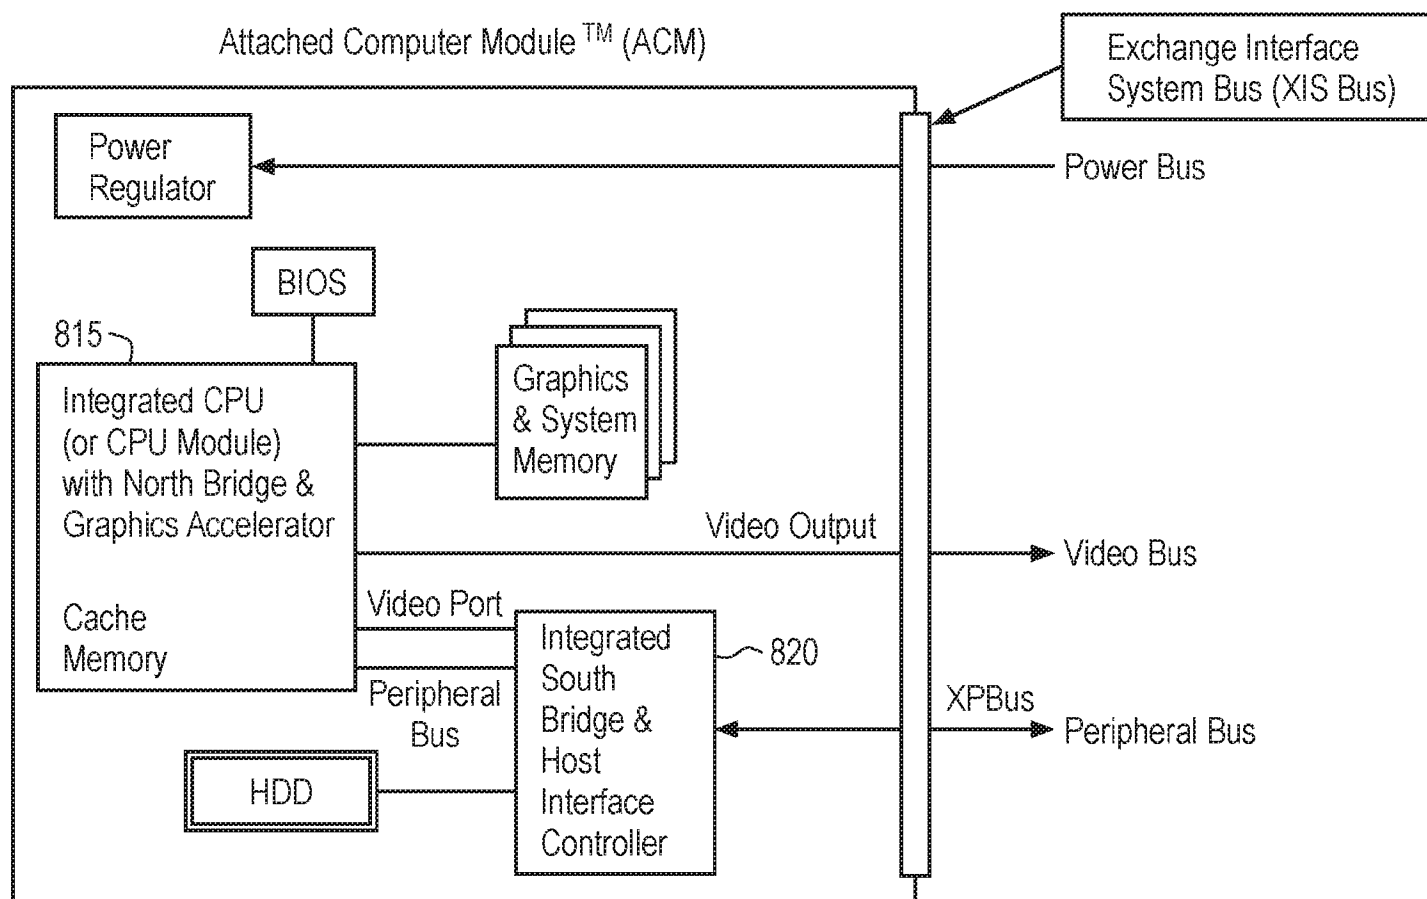 Attached Computer Module™ (ACM)
Exchange Interface
System Bus (XIS Bus)
Power
Regulator
Power Bus
BIOS
815
Integrated CPU
(or CPU Module)
with North Bridge &
Graphics Accelerator
Cache
Memory
Graphics
& System
Memory
Video Output
Video Bus
Video Port
Peripheral
Bus
Integrated
South
Bridge &
Host
Interface
Controller
820
XPBus
Peripheral Bus
HDD